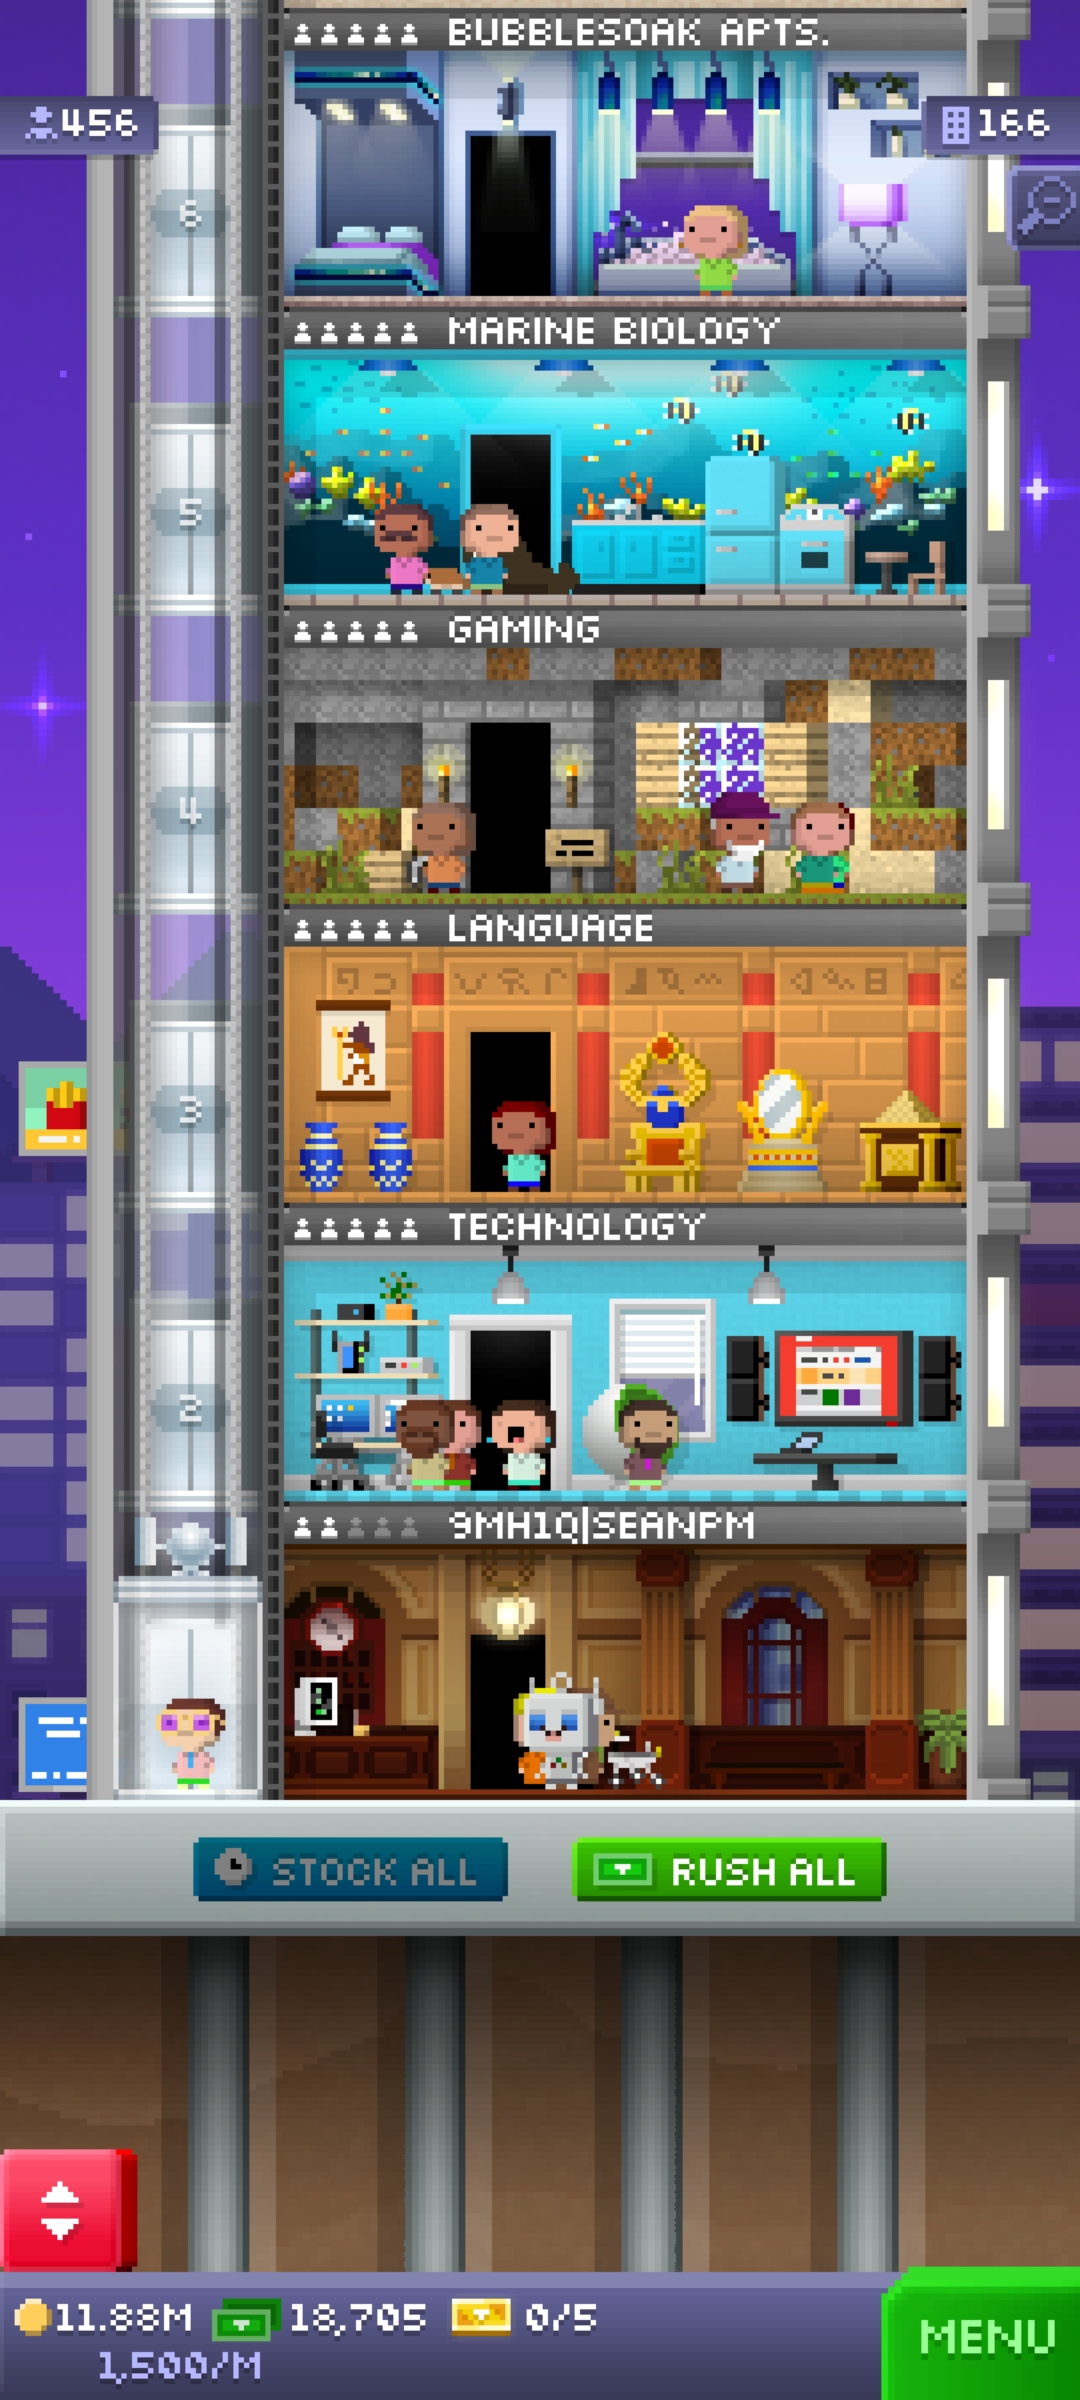 BUBBLESOAK APTS.
456
166
6
MARINE BIOLOGY
5
GAMING
4
LANGUAGE
3
TECHNOLOGY
2
9MH1Q|SEANPM
STOCK ALL
RUSH ALL
11.88M
18,705
0/5
1,500/M
MENU